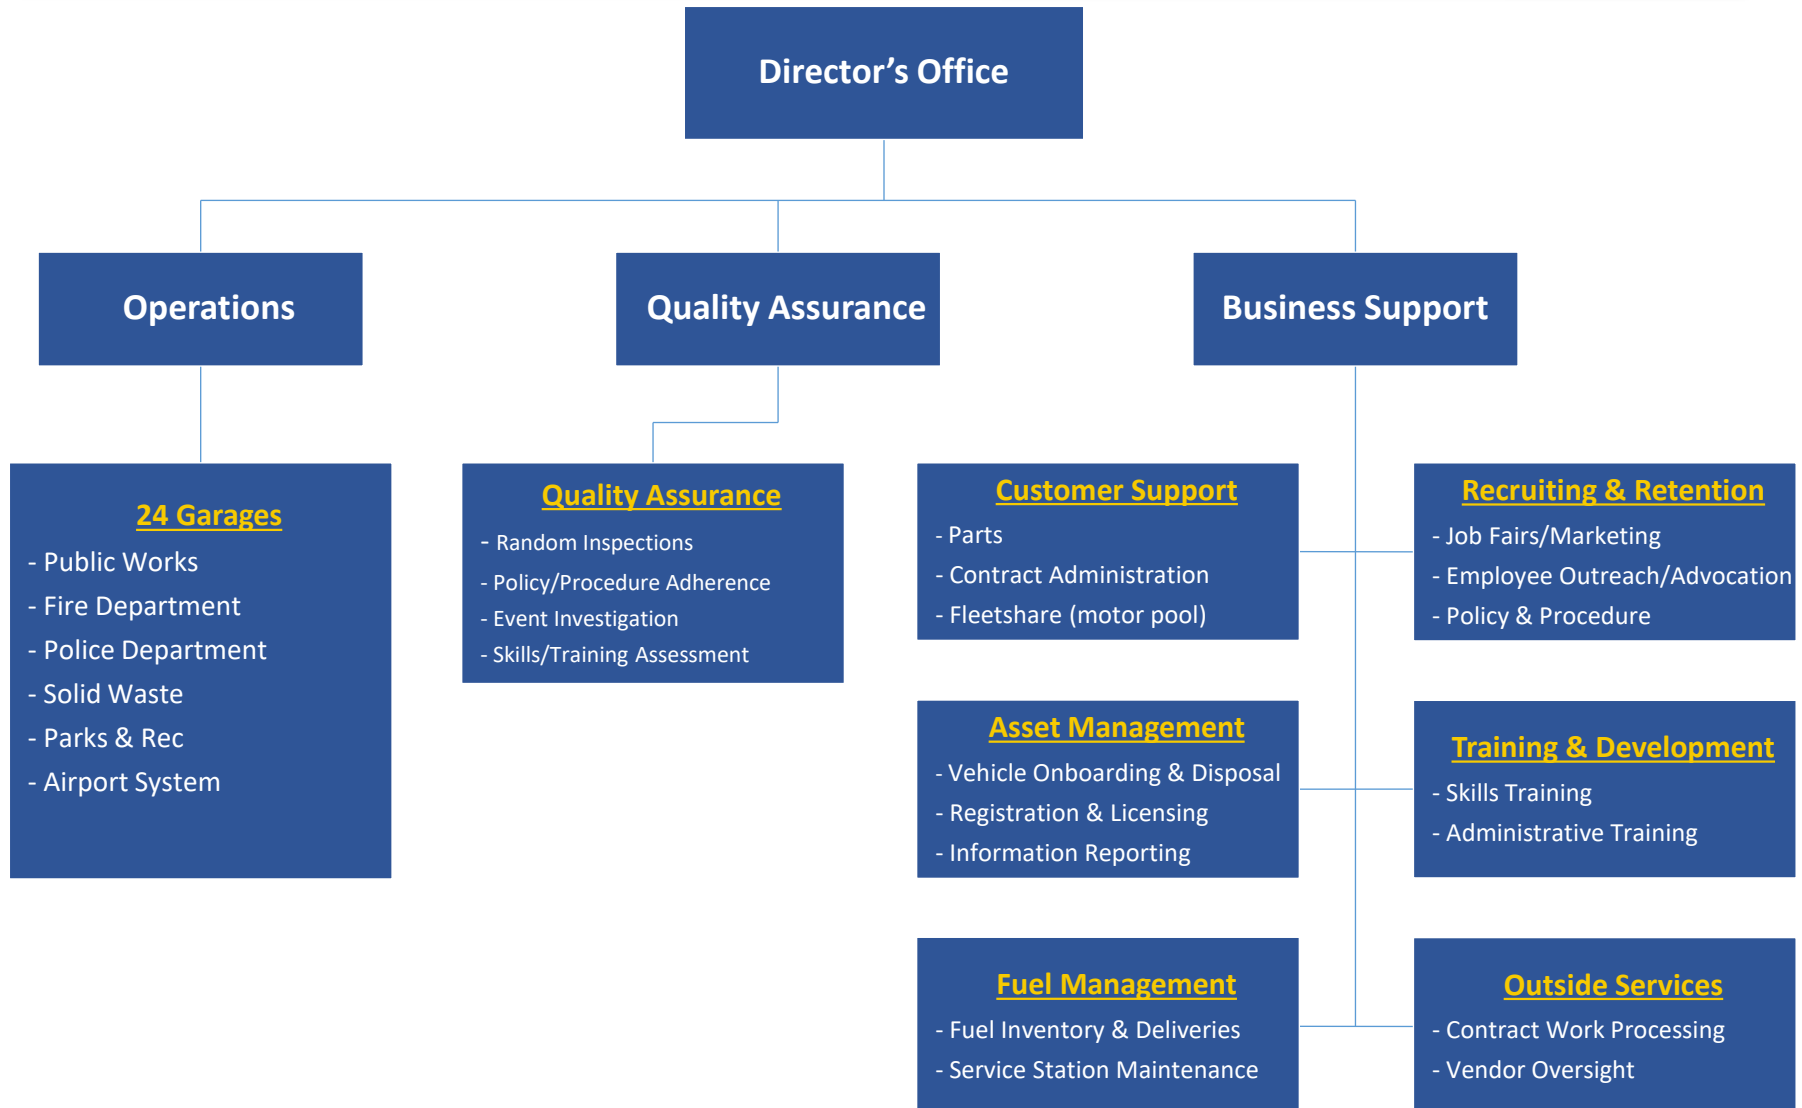 Director’s Office
Operations
Quality Assurance
Business Support
24 Garages
- Public Works
- Fire Department
- Police Department
- Solid Waste
- Parks & Rec
- Airport System
Quality Assurance
- Random Inspections
- Policy/Procedure Adherence
- Event Investigation
- Skills/Training Assessment
Customer Support
- Parts
- Contract Administration
- Fleetshare (motor pool)
Recruiting & Retention
- Job Fairs/Marketing
- Employee Outreach/Advocation
- Policy & Procedure
Asset Management
- Vehicle Onboarding & Disposal
- Registration & Licensing
- Information Reporting
Training & Development
- Skills Training
- Administrative Training
Fuel Management
- Fuel Inventory & Deliveries
- Service Station Maintenance
Outside Services
- Contract Work Processing
- Vendor Oversight